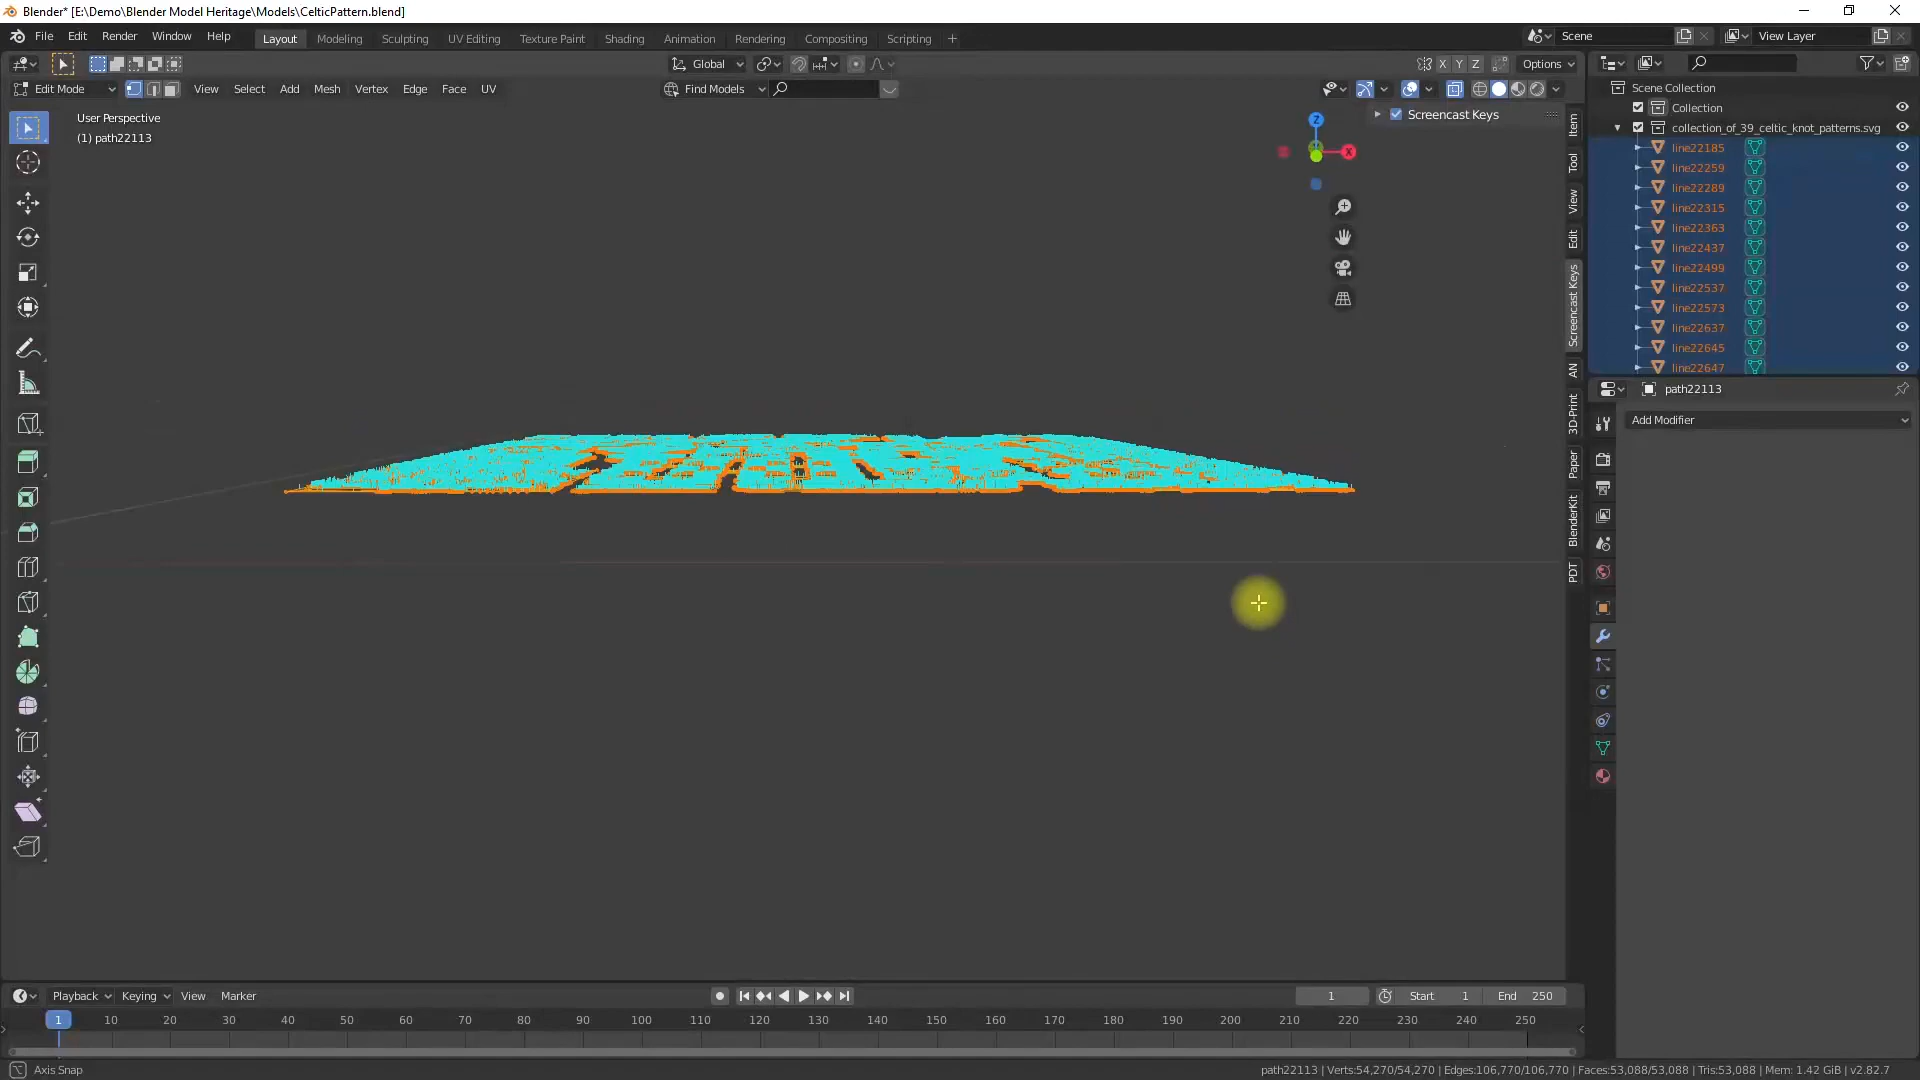 Blender* [E:\Demo\Blender Model Heritage\Models\CelticPattern.blend]
File Edit Render Window Help Layout Modeling Sculpting UV Editing Texture Paint Shading Animation Rendering Compositing Scripting + Scene View Layer
Global X Y Z Options
Edit Mode View Select Add Mesh Vertex Edge Face UV Find Models
User Perspective
(1) path22113
Z
X
Screencast Keys
Item
Tool
View
Edit
Screencast Keys
AN
3D-Print
Paper
BlenderKit
PDT
Scene Collection
Collection
collection_of_39_celtic_knot_patterns.svg
line22185
line22259
line22289
line22315
line22363
line22437
line22499
line22537
line22573
line22637
line22645
line22647
path22113
Add Modifier
Playback Keying View Marker 1 Start 1 End 250
1 10 20 30 40 50 60 70 80 90 100 110 120 130 140 150 160 170 180 190 200 210 220 230 240 250
Axis Snap
path22113 | Verts:54,270/54,270 | Edges:106,770/106,770 | Faces:53,088/53,088 | Tris:53,088 | Mem: 1.42 GiB | v2.82.7